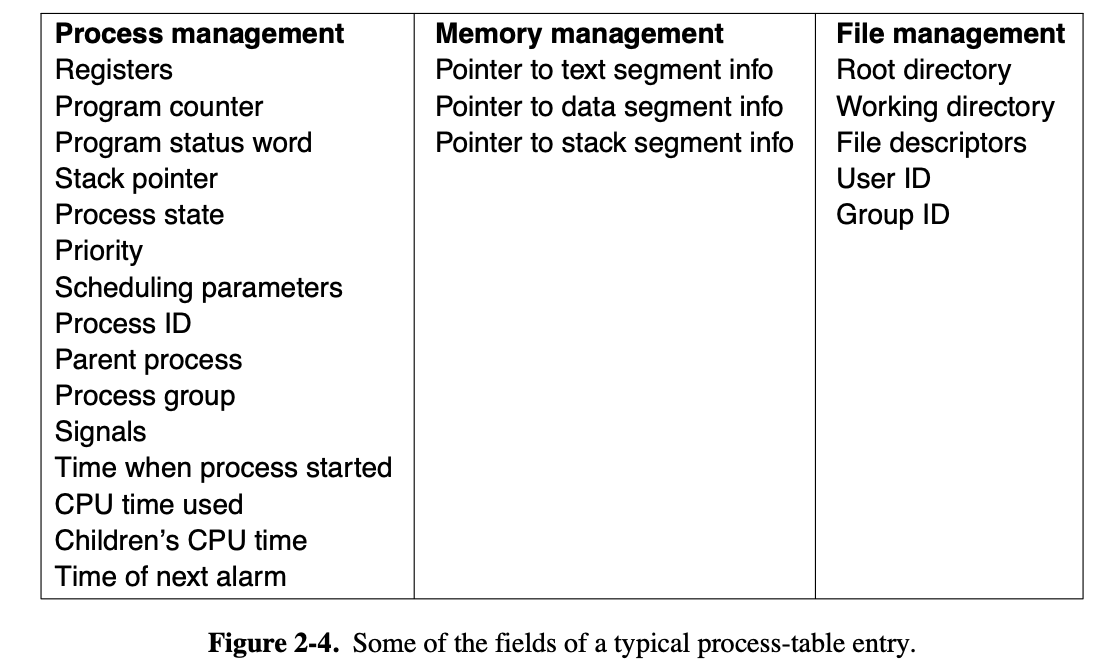 Process management
Registers
Program counter
Program status word
Stack pointer
Process state
Priority
Scheduling parameters
Process ID
Parent process
Process group
Signals
Time when process started
CPU time used
Children’s CPU time
Time of next alarm
Memory management
Pointer to text segment info
Pointer to data segment info
Pointer to stack segment info
File management
Root directory
Working directory
File descriptors
User ID
Group ID
Figure 2-4. Some of the fields of a typical process-table entry.